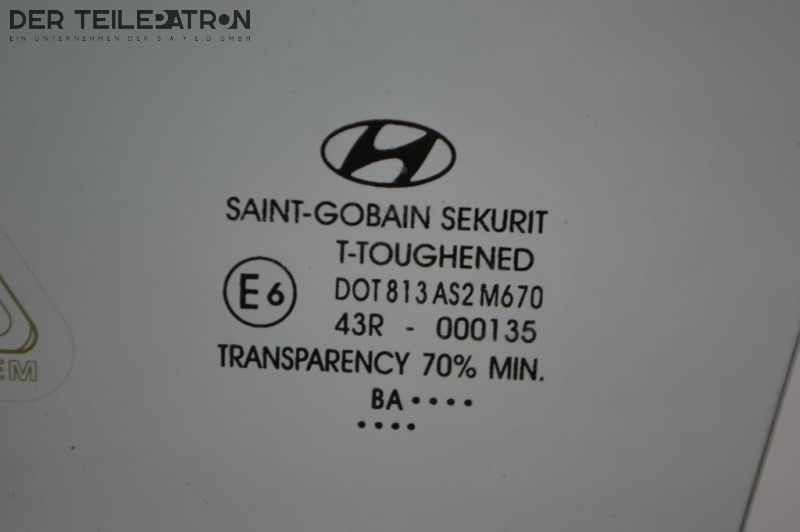 DER TEILEPATRON
EIN UNTERNEHMEN DER S A Y E D GMBH
SAINT-GOBAIN SEKURIT
T-TOUGHENED
E6
DOT 813 AS2 M670
43R - 000135
TRANSPARENCY 70% MIN.
BA ••••
••••